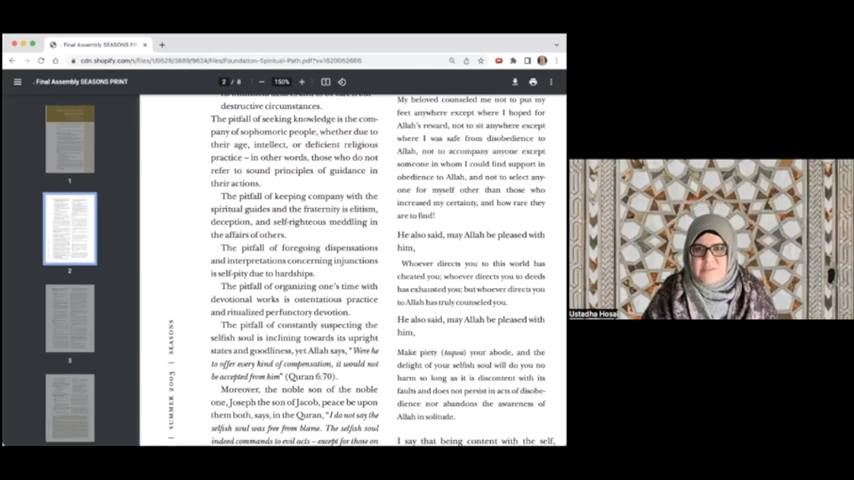 . Final Assembly SEASONS PRINT
. Final Assembly SEASONS PRINT
2 / 8
150%
its
destructive circumstances.
The pitfall of seeking knowledge is the com-
pany of sophomoric people, whether due to
their age, intellect, or deficient religious
practice – in other words, those who do not
refer to sound principles of guidance in
their actions.
The pitfall of keeping company with the
spiritual guides and the fraternity is elitism,
deception, and self-righteous meddling in
the affairs of others.
The pitfall of foregoing dispensations
and interpretations concerning injunctions
is self-pity due to hardships.
The pitfall of organizing one's time with
devotional works is ostentatious practice
and ritualized perfunctory devotion.
The pitfall of constantly suspecting the
selfish soul is inclining towards its upright
states and goodliness, yet Allah says, "Were he
to offer every kind of compensation, it would not
be accepted from him" (Quran 6:70).
Moreover, the noble son of the noble
one, Joseph the son of Jacob, peace be upon
them both, says, in the Quran, "I do not say the
selfish soul was free from blame. The selfish soul
indeed commands to evil acts – except for those on
SUMMER 2003 | SEASONS
My beloved counseled me not to put my
feet anywhere except where I hoped for
Allah's reward, not to sit anywhere except
where I was safe from disobedience to
Allah, not to accompany anyone except
someone in whom I could find support in
obedience to Allah, and not to select any-
one for myself other than those who
increased my certainty, and how rare they
are to find!
He also said, may Allah be pleased with
him,
Whoever directs you to this world has
cheated you; whoever directs you to deeds
has exhausted you; but whoever directs you
to Allah has truly counseled you.
He also said, may Allah be pleased with
him,
Make piety (taqwa) your abode, and the
delight of your selfish soul will do you no
harm so long as it is discontent with its
faults and does not persist in acts of disobe-
dience nor abandons the awareness of
Allah in solitude.
I say that being content with the self,
1
2
3
Ustadha Hosai